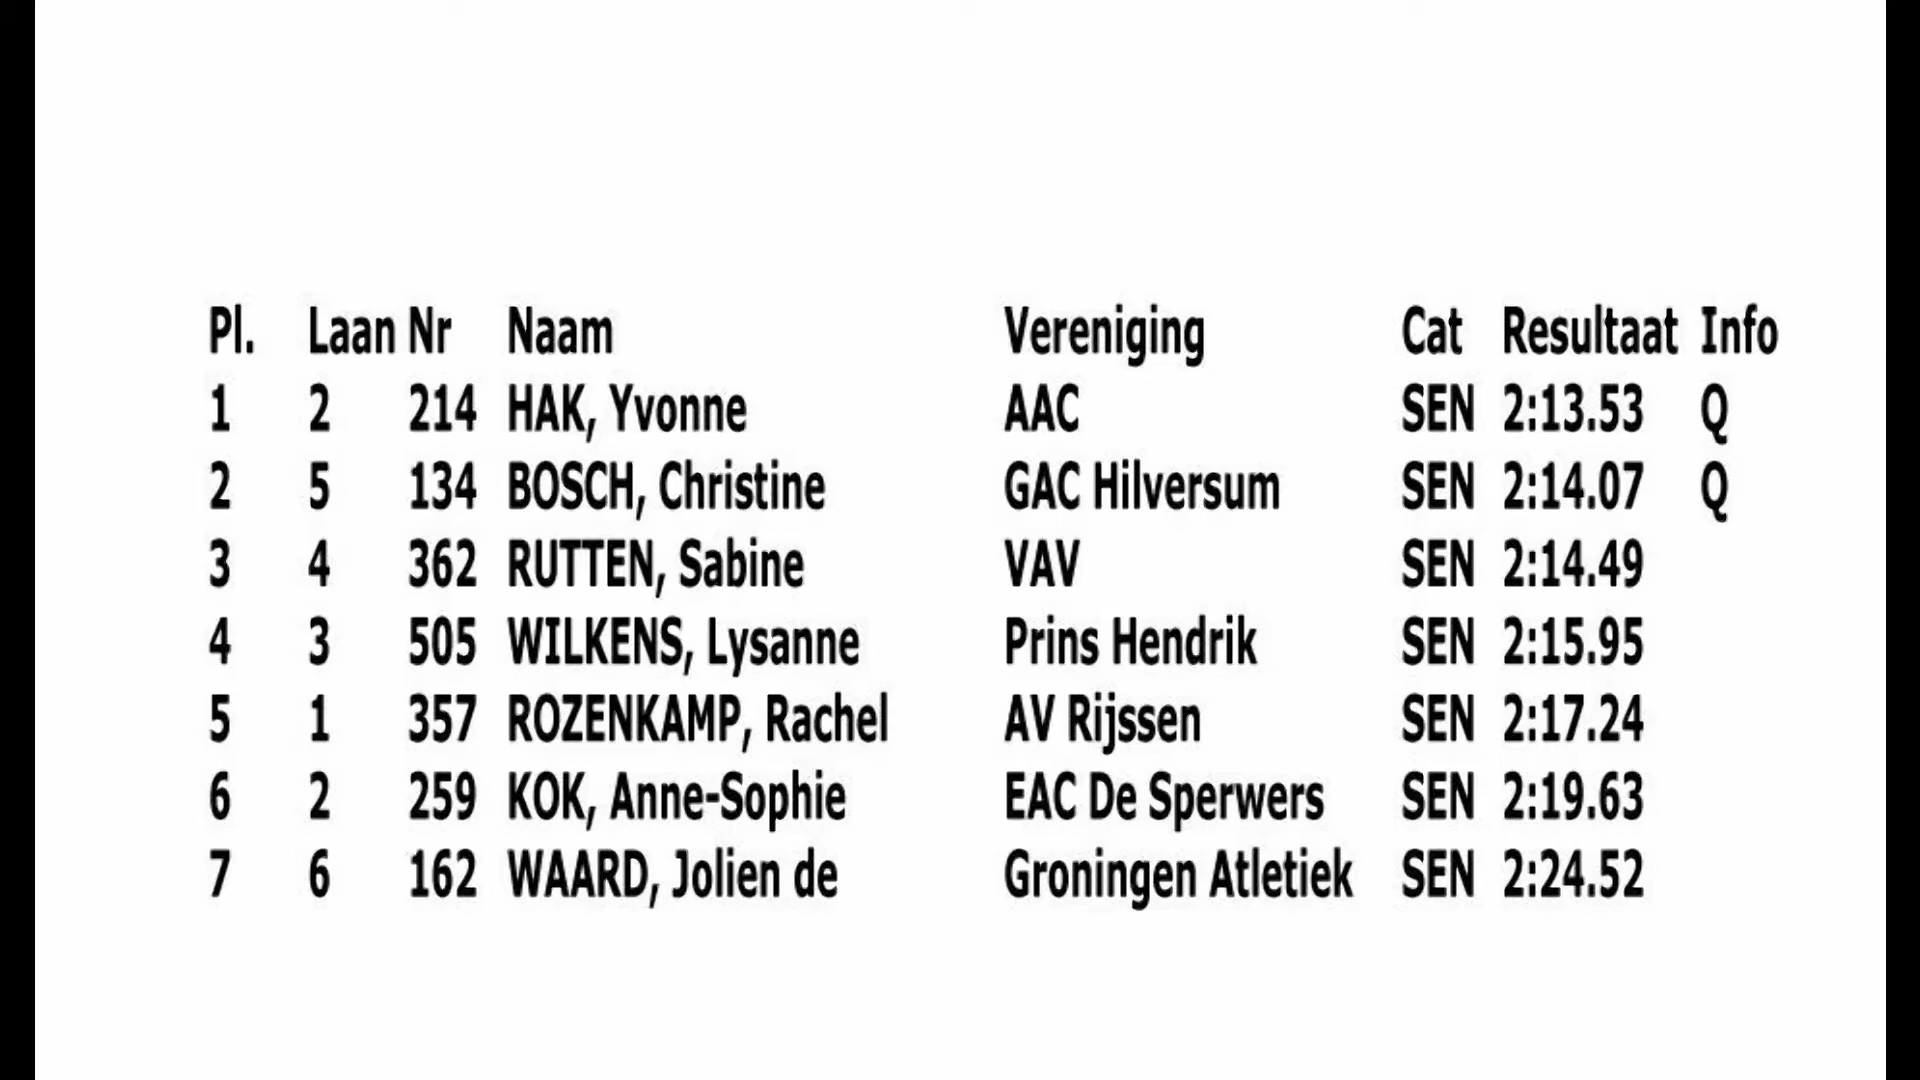 Pl. Laan Nr Naam Vereniging Cat Resultaat Info
1 2 214 HAK, Yvonne AAC SEN 2:13.53 Q
2 5 134 BOSCH, Christine GAC Hilversum SEN 2:14.07 Q
3 4 362 RUTTEN, Sabine VAV SEN 2:14.49
4 3 505 WILKENS, Lysanne Prins Hendrik SEN 2:15.95
5 1 357 ROZENKAMP, Rachel AV Rijssen SEN 2:17.24
6 2 259 KOK, Anne-Sophie EAC De Sperwers SEN 2:19.63
7 6 162 WAARD, Jolien de Groningen Atletiek SEN 2:24.52